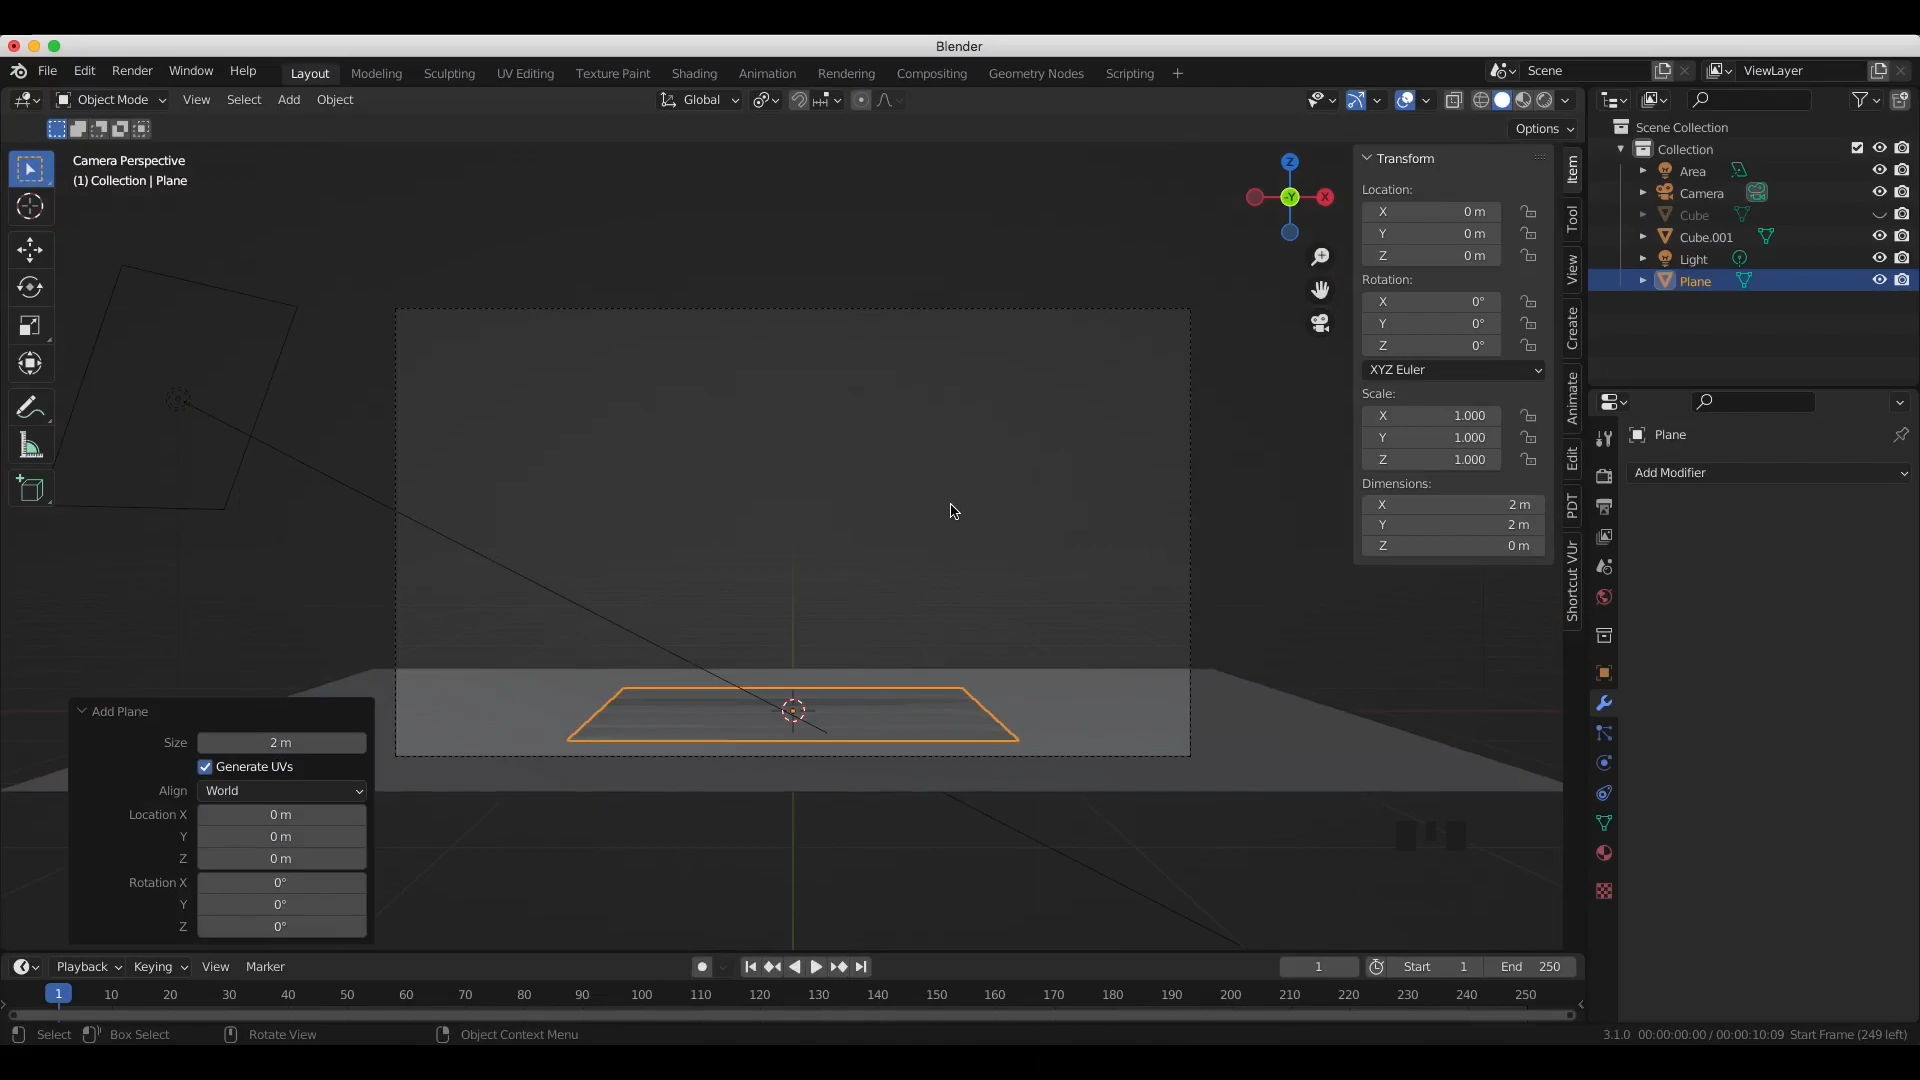 Blender
File Edit Render Window Help
Layout Modeling Sculpting UV Editing Texture Paint Shading Animation Rendering Compositing Geometry Nodes Scripting +
Scene
ViewLayer
Object Mode View Select Add Object
Global
Options
Camera Perspective
(1) Collection | Plane
Z
-Y
X
Transform
Location:
X 0 m
Y 0 m
Z 0 m
Rotation:
X 0°
Y 0°
Z 0°
XYZ Euler
Scale:
X 1.000
Y 1.000
Z 1.000
Dimensions:
X 2 m
Y 2 m
Z 0 m
Item
Tool
View
Create
Animate
Edit
PDT
Shortcut VUr
Scene Collection
Collection
Area
Camera
Cube
Cube.001
Light
Plane
Plane
Add Modifier
Add Plane
Size 2 m
Generate UVs
Align World
Location X 0 m
Y 0 m
Z 0 m
Rotation X 0°
Y 0°
Z 0°
Playback Keying View Marker
1
Start 1
End 250
1 10 20 30 40 50 60 70 80 90 100 110 120 130 140 150 160 170 180 190 200 210 220 230 240 250
Select Box Select Rotate View Object Context Menu
3.1.0 00:00:00:00 / 00:00:10:09 Start Frame (249 left)